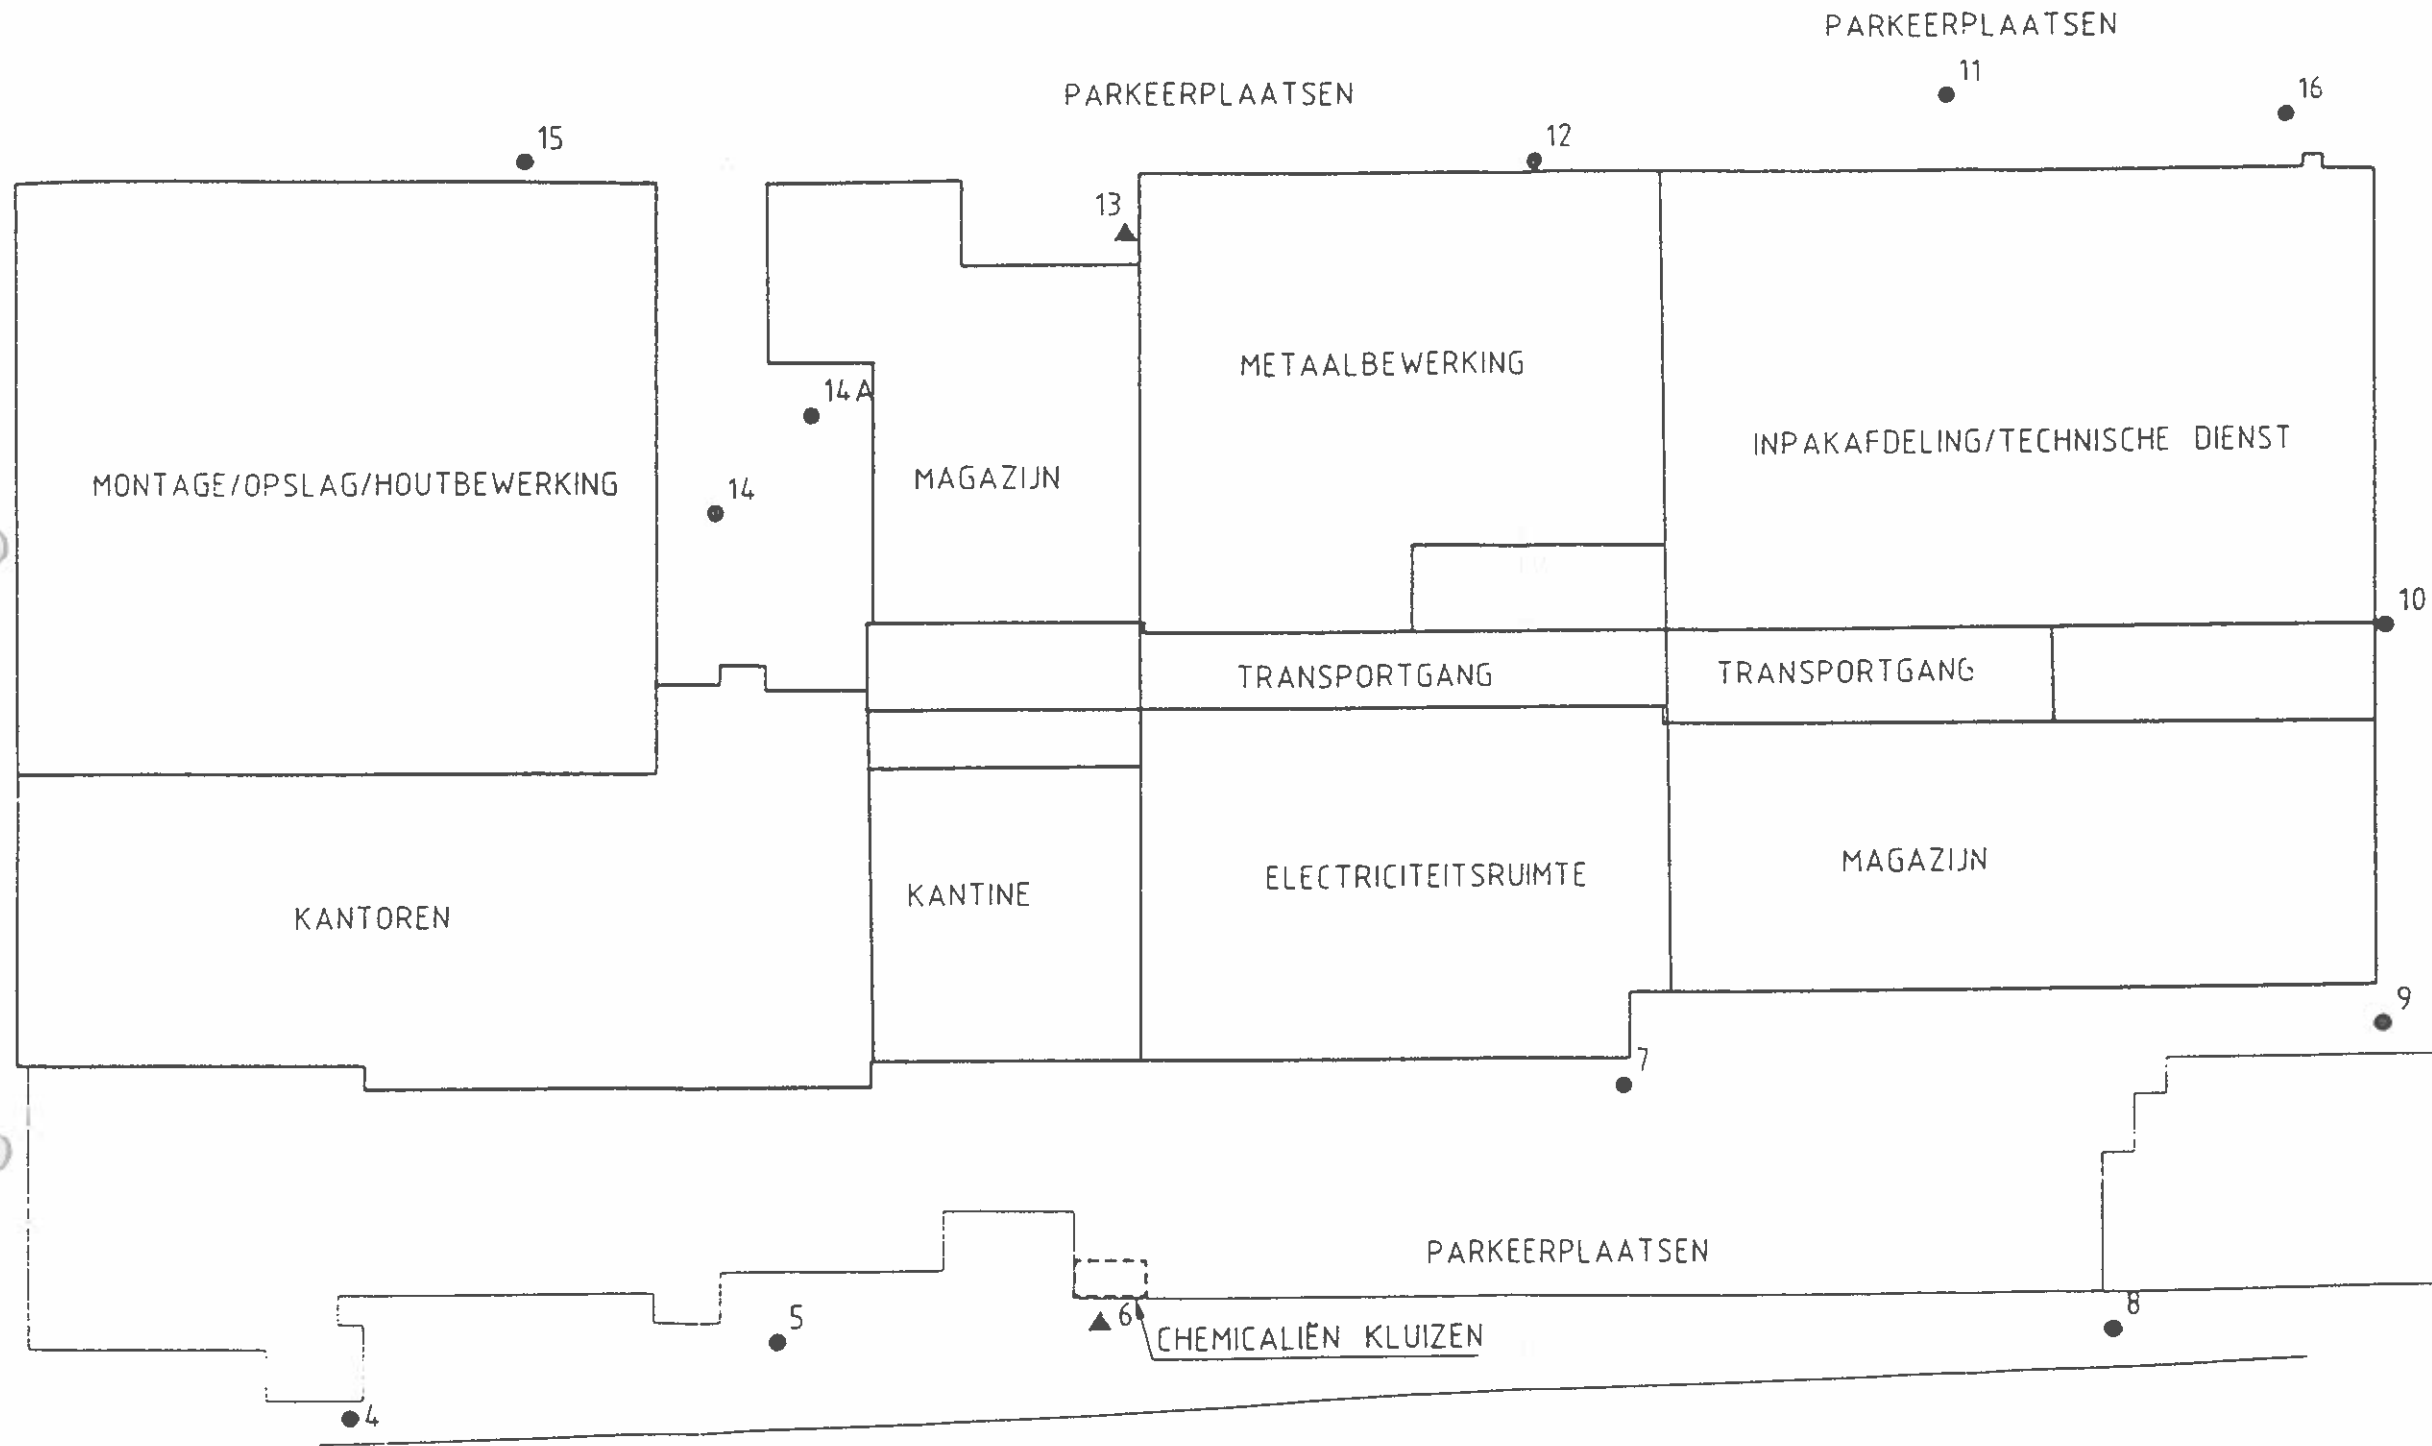 PARKEERPLAATSEN
11
16
PARKEERPLAATSEN
15
12
13
14A
METAALBEWERKING
INPAKAFDELING/TECHNISCHE DIENST
MONTAGE/OPSLAG/HOUTBEWERKING
MAGAZIJN
14
10
TRANSPORTGANG
TRANSPORTGANG
KANTOREN
KANTINE
ELECTRICITEITSRUIMTE
MAGAZIJN
9
7
PARKEERPLAATSEN
5
6
8
CHEMICALIËN KLUIZEN
4